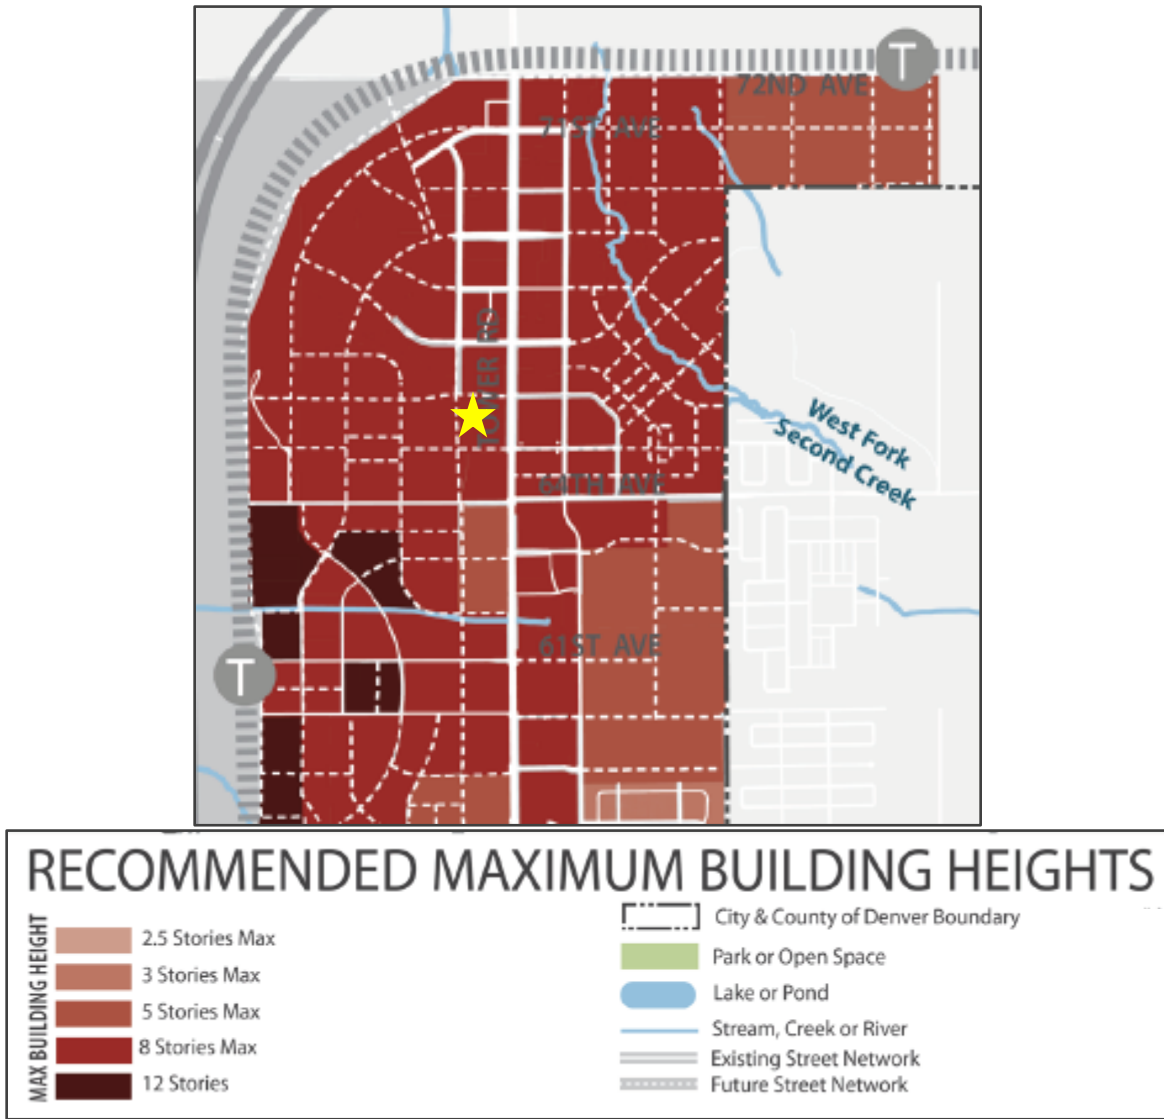 T
72ND AVE
71ST AVE
TOWER RD
West Fork
Second Creek
64TH AVE
61ST AVE
T
RECOMMENDED MAXIMUM BUILDING HEIGHTS
MAX BUILDING HEIGHT
2.5 Stories Max
3 Stories Max
5 Stories Max
8 Stories Max
12 Stories
City & County of Denver Boundary
Park or Open Space
Lake or Pond
Stream, Creek or River
Existing Street Network
Future Street Network